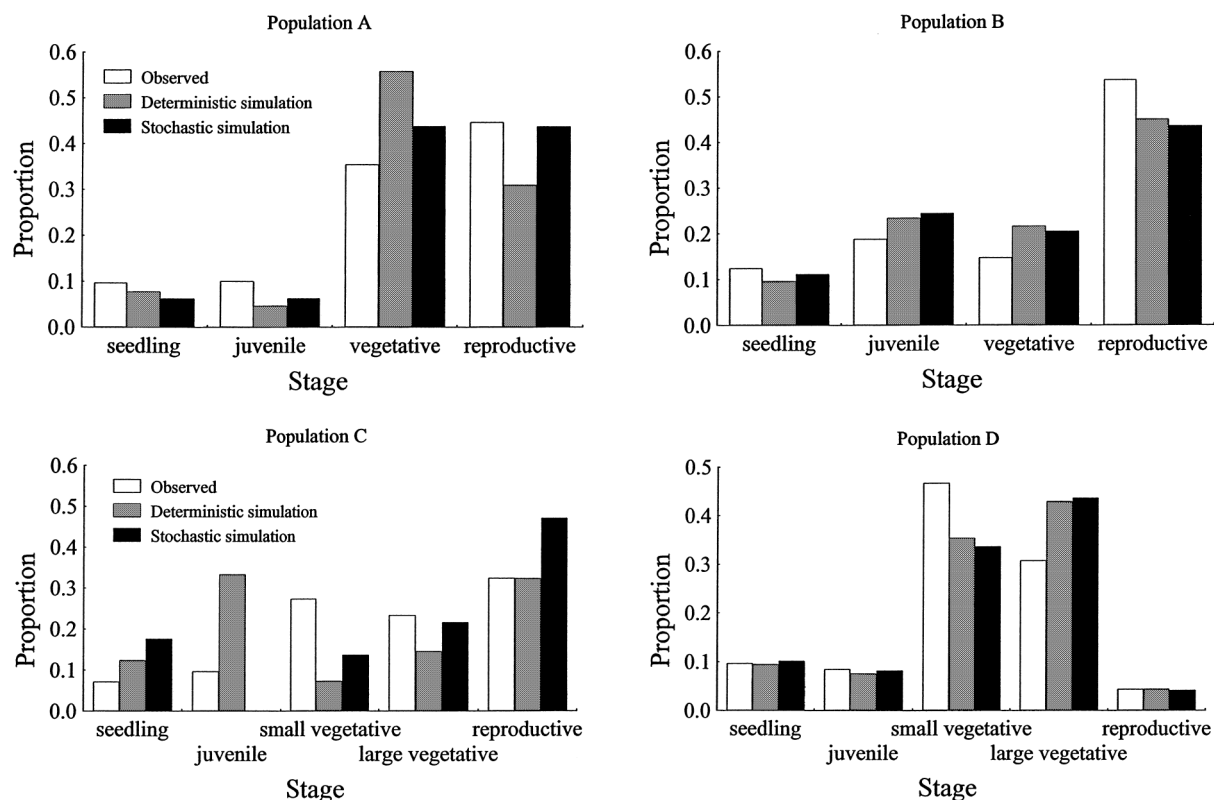 Population A
0.6
0.5
0.4
0.3
0.2
0.1
0.0
Proportion
Observed
Deterministic simulation
Stochastic simulation
seedling juvenile vegetative reproductive
Stage
Population B
0.6
0.5
0.4
0.3
0.2
0.1
0.0
Proportion
seedling juvenile vegetative reproductive
Stage
Population C
0.6
0.5
0.4
0.3
0.2
0.1
0.0
Proportion
Observed
Deterministic simulation
Stochastic simulation
seedling small vegetative reproductive
juvenile large vegetative
Stage
Population D
0.5
0.4
0.3
0.2
0.1
0.0
Proportion
seedling small vegetative reproductive
juvenile large vegetative
Stage